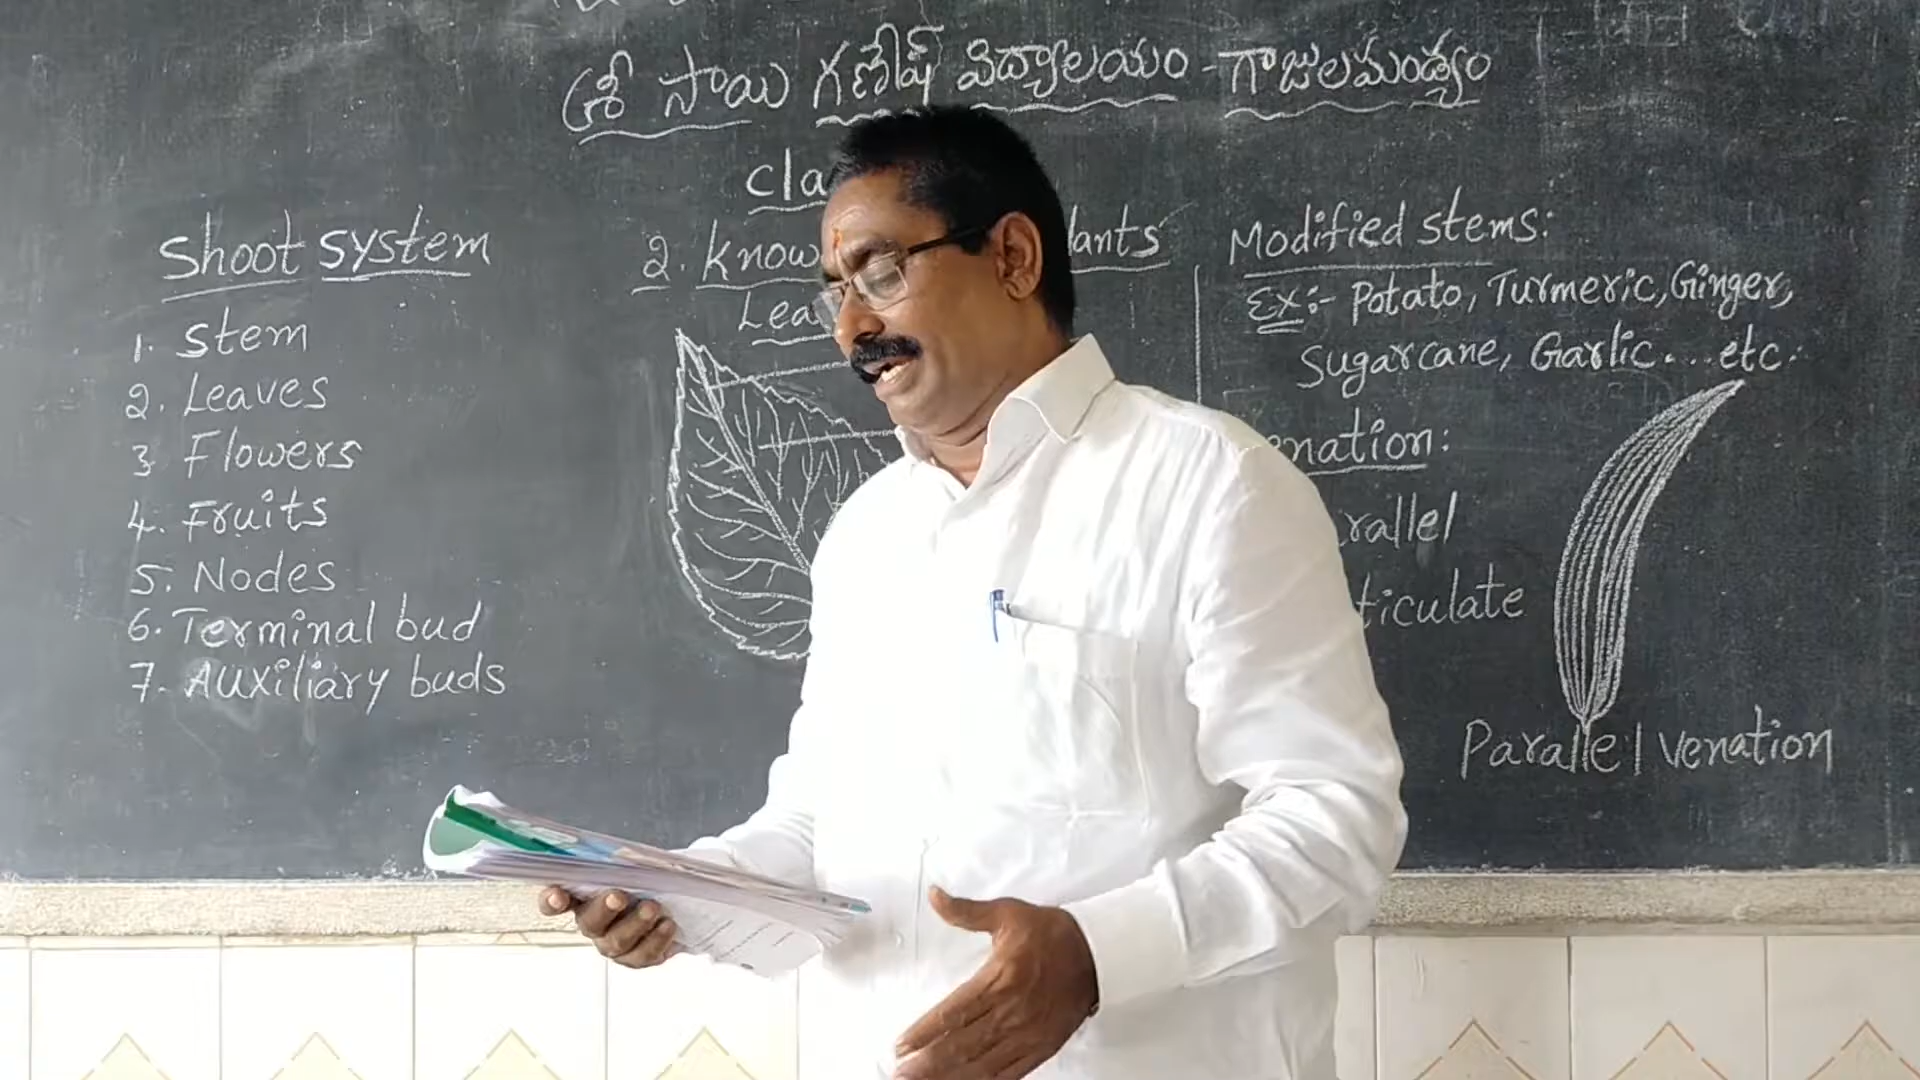 శ్రీ సాయి గణేష్ విద్యాలయం - గాజులమండ్యం
Shoot system
1. Stem
2. Leaves
3. Flowers
4. Fruits
5. Nodes
6. Terminal bud
7. Auxiliary buds
cla
2. Know lants
Lea
Modified stems:
Ex:- Potato, Turmeric, Ginger,
Sugarcane, Garlic....etc.
enation:
rallel
ticulate
Parallel venation